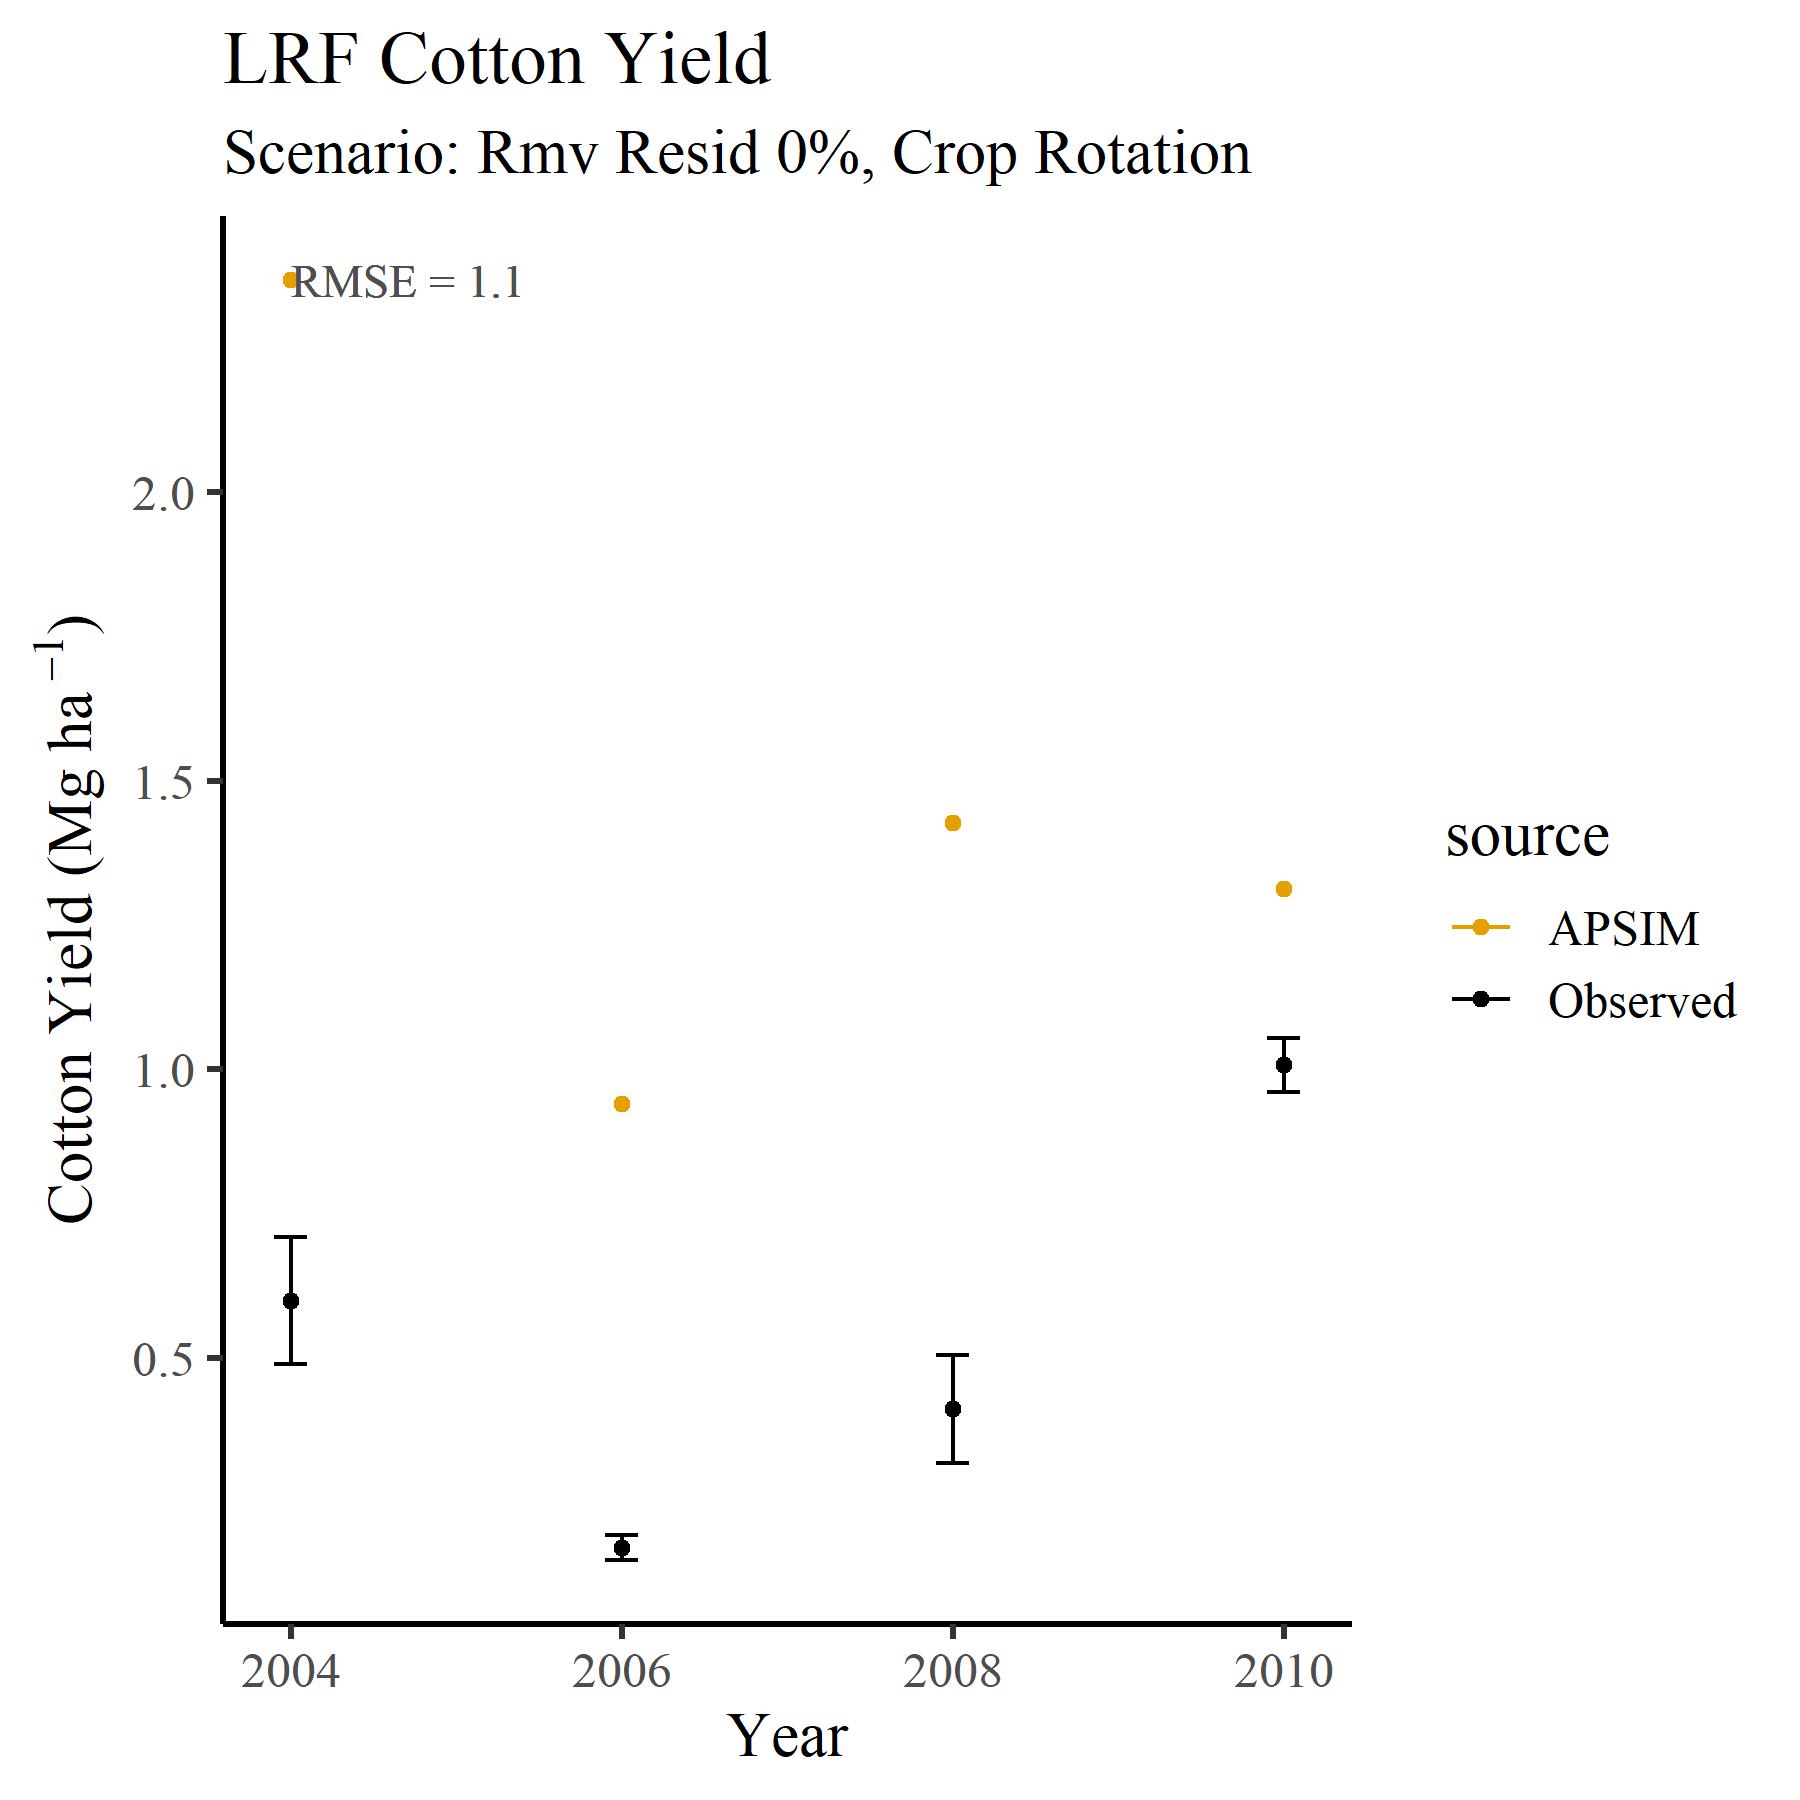 LRF Cotton Yield
Scenario: Rmv Resid 0%, Crop Rotation
RMSE = 1.1
Cotton Yield (Mg ha⁻¹)
2.0
1.5
1.0
0.5
2004 2006 2008 2010
Year
source
APSIM
Observed